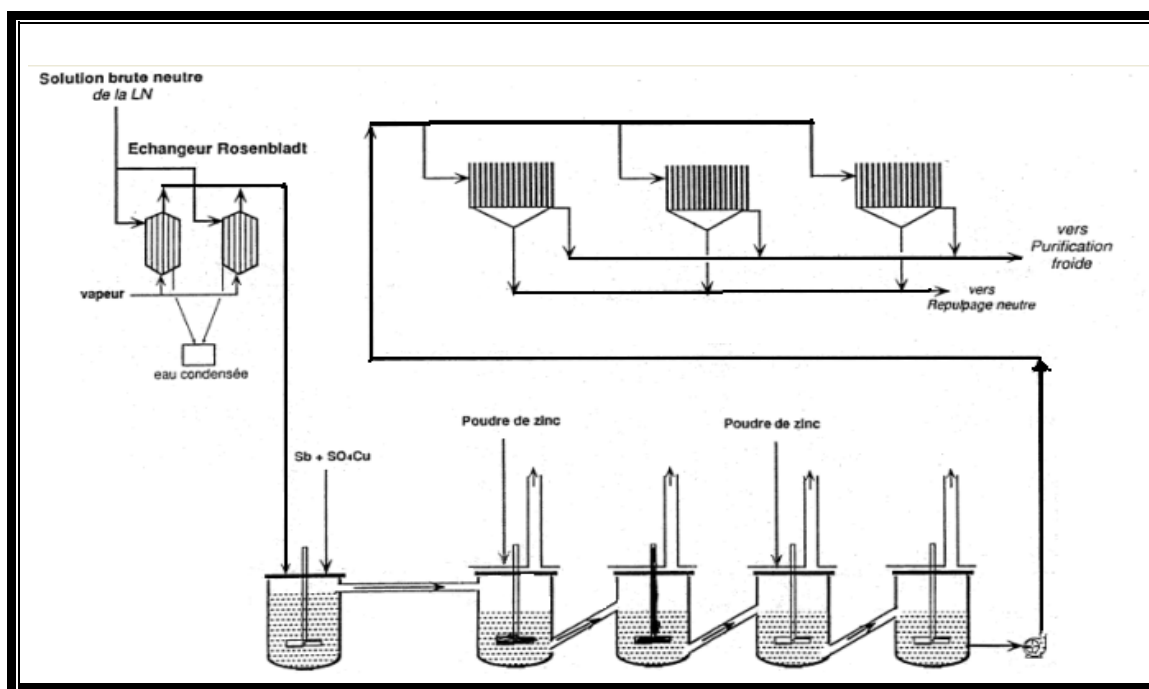 Solution brute neutre
de la LN
Echangeur Rosenbladt
vapeur
eau condensée
vers
Purification
froide
vers
Repulpage neutre
Poudre de zinc
Poudre de zinc
Sb + SO₄Cu